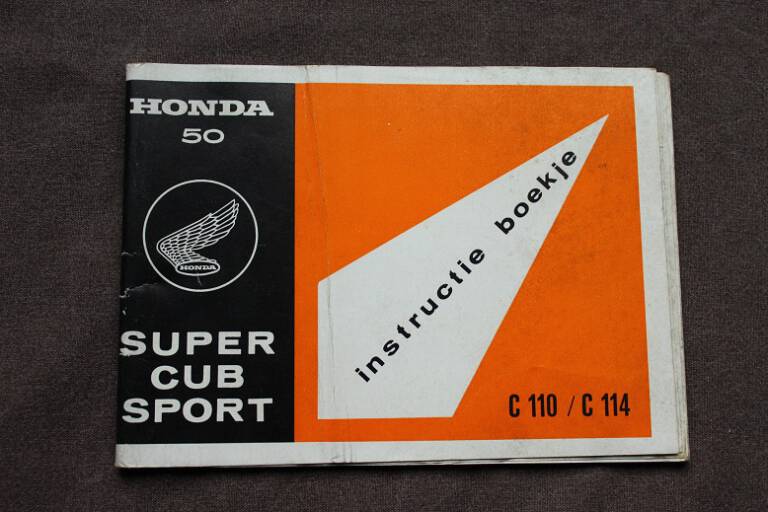 HONDA
50
HONDA
SUPER
CUB
SPORT
instructie boekje
C 110 / C 114